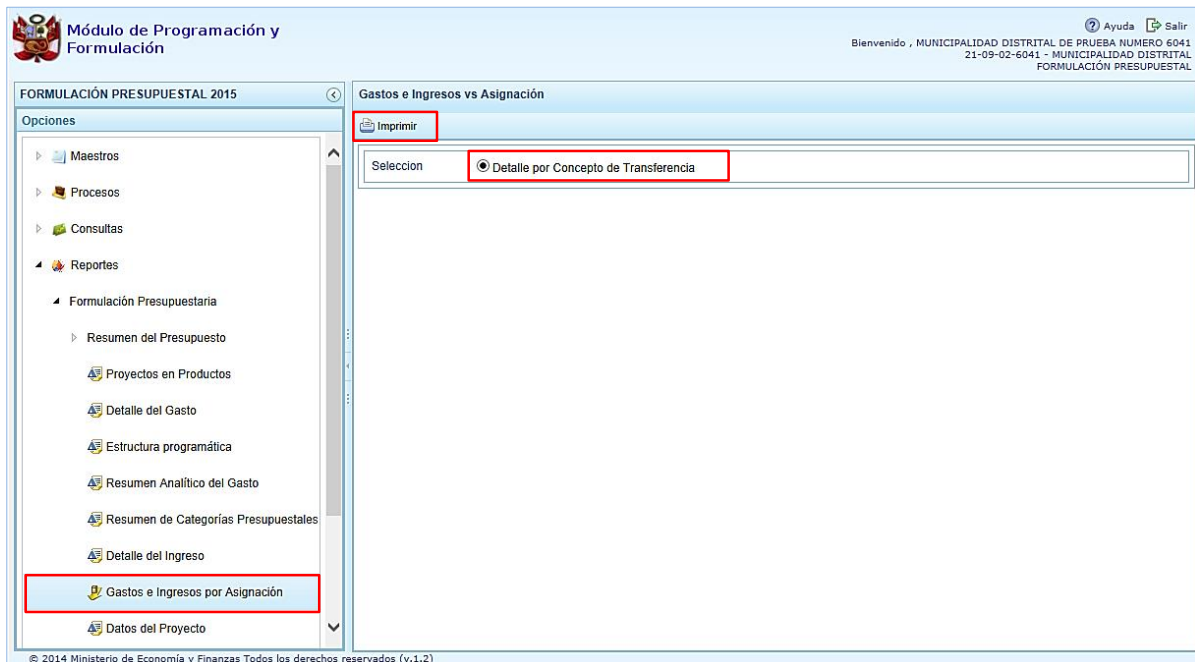 Módulo de Programación y
Formulación
Ayuda Salir
Bienvenido , MUNICIPALIDAD DISTRITAL DE PRUEBA NUMERO 6041
21-09-02-6041 - MUNICIPALIDAD DISTRITAL
FORMULACIÓN PRESUPUESTAL
FORMULACIÓN PRESUPUESTAL 2015
Opciones
Maestros
Procesos
Consultas
Reportes
Formulación Presupuestaria
Resumen del Presupuesto
Proyectos en Productos
Detalle del Gasto
Estructura programática
Resumen Analítico del Gasto
Resumen de Categorías Presupuestales
Detalle del Ingreso
Gastos e Ingresos por Asignación
Datos del Proyecto
Gastos e Ingresos vs Asignación
Imprimir
Seleccion Detalle por Concepto de Transferencia
© 2014 Ministerio de Economía y Finanzas Todos los derechos reservados (v.1.2)